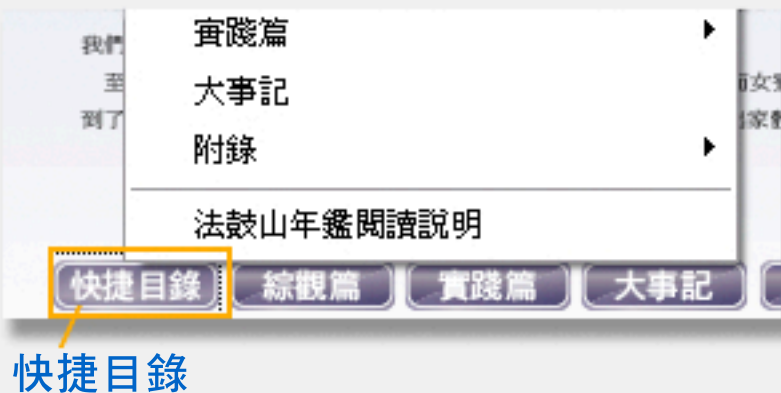 實踐篇
我們
大事記
至
女
到了
家
附錄
法鼓山年鑑閱讀說明
快捷目錄 綜觀篇 實踐篇 大事記
快捷目錄